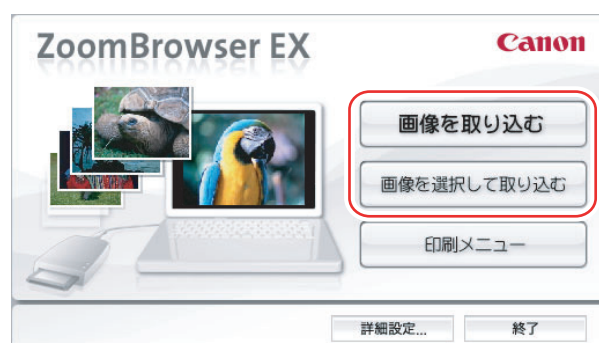 ZoomBrowser EX
Canon
画像を取り込む
画像を選択して取り込む
印刷メニュー
詳細設定...
終了